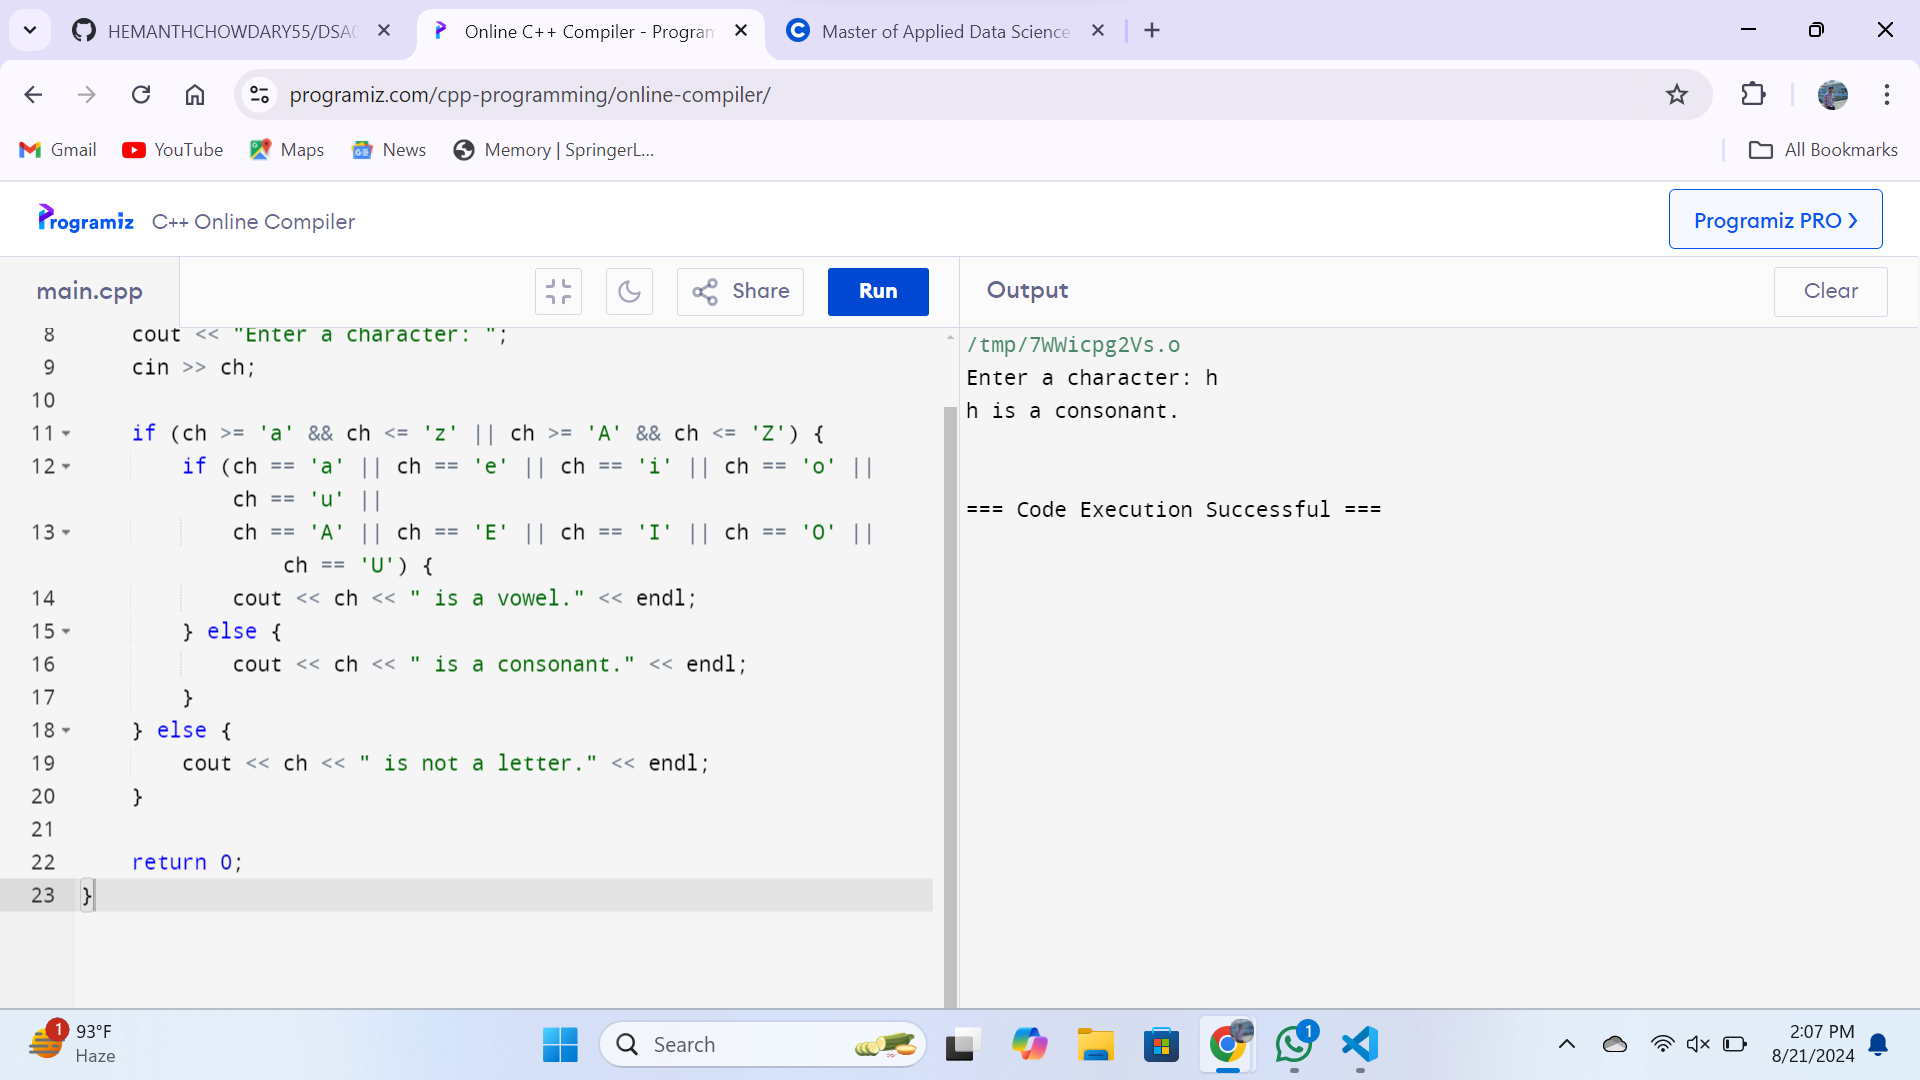 HEMANTHCHOWDARY55/DSA0
Online C++ Compiler - Program
Master of Applied Data Science
programiz.com/cpp-programming/online-compiler/
Gmail
YouTube
Maps
News
Memory | SpringerL...
All Bookmarks
Programiz
C++ Online Compiler
Programiz PRO >
main.cpp
Share
Run
Output
Clear
8 cout << "Enter a character: ";
9 cin >> ch;
10
11 if (ch >= 'a' && ch <= 'z' || ch >= 'A' && ch <= 'Z') {
12 if (ch == 'a' || ch == 'e' || ch == 'i' || ch == 'o' ||
ch == 'u' ||
13 ch == 'A' || ch == 'E' || ch == 'I' || ch == 'O' ||
ch == 'U') {
14 cout << ch << " is a vowel." << endl;
15 } else {
16 cout << ch << " is a consonant." << endl;
17 }
18 } else {
19 cout << ch << " is not a letter." << endl;
20 }
21
22 return 0;
23 }
/tmp/7WWicpg2Vs.o
Enter a character: h
h is a consonant.
=== Code Execution Successful ===
1
93°F
Haze
Search
1
2:07 PM
8/21/2024